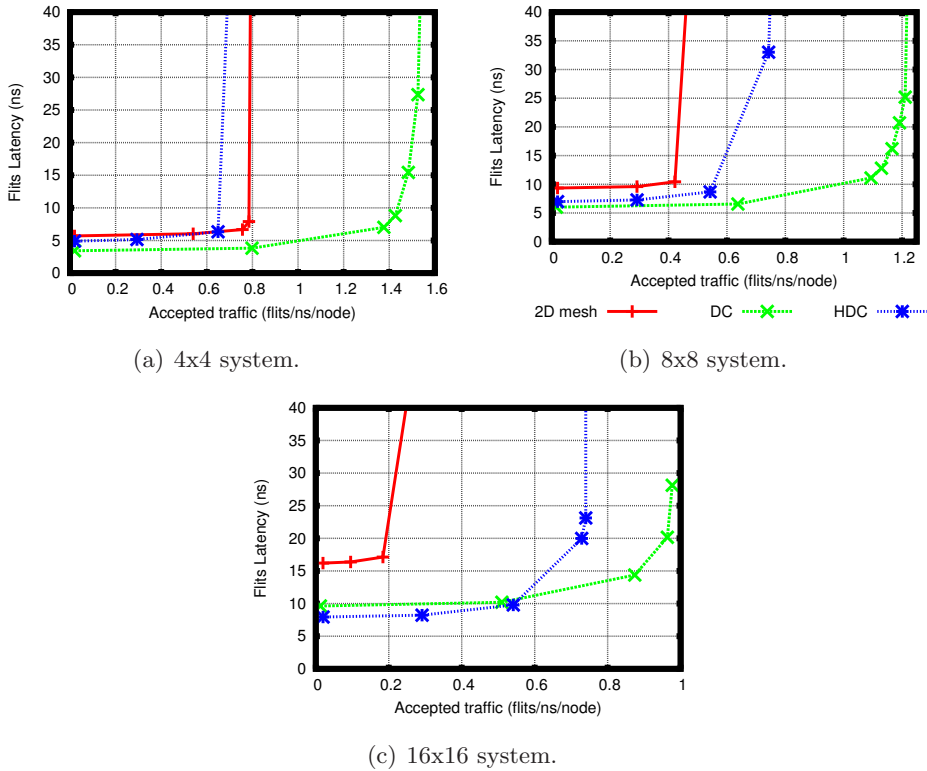 40
35
30
25
20
15
10
5
0
Flits Latency (ns)
0 0.2 0.4 0.6 0.8 1 1.2 1.4 1.6
Accepted traffic (flits/ns/node)
(a) 4x4 system.
40
35
30
25
20
15
10
5
0
Flits Latency (ns)
0 0.2 0.4 0.6 0.8 1 1.2
Accepted traffic (flits/ns/node)
2D mesh DC HDC
(b) 8x8 system.
40
35
30
25
20
15
10
5
0
Flits Latency (ns)
0 0.2 0.4 0.6 0.8 1
Accepted traffic (flits/ns/node)
(c) 16x16 system.